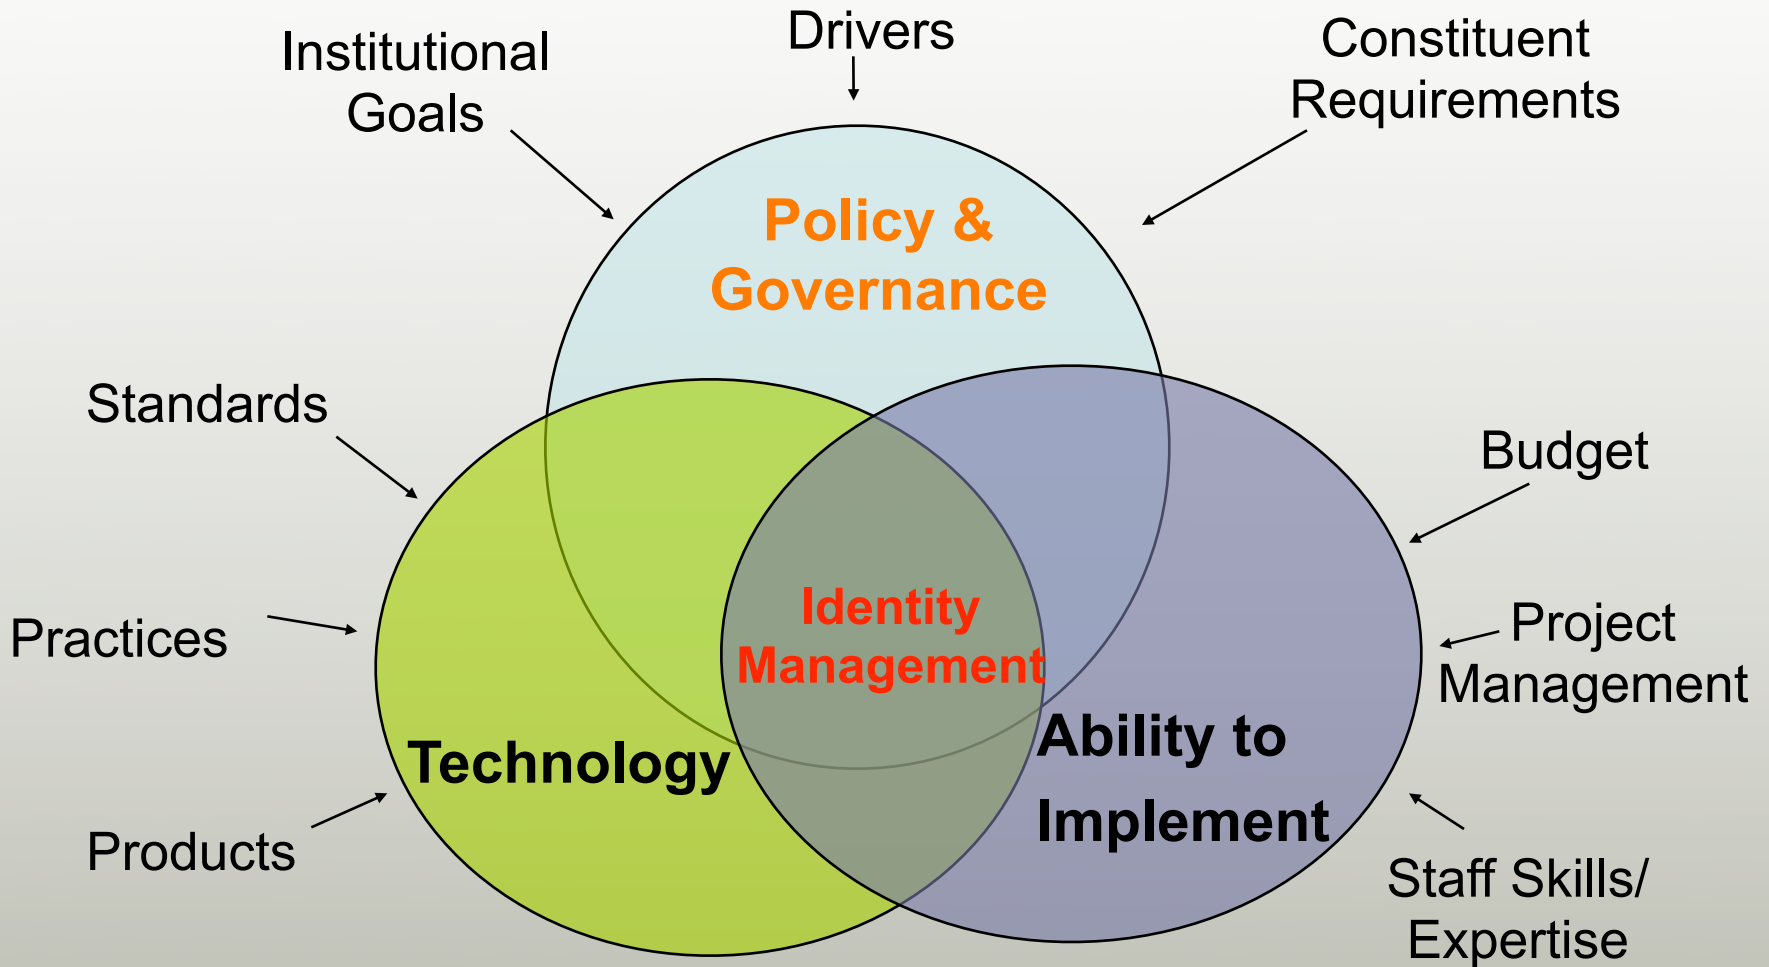 Drivers
Institutional
Goals
Constituent
Requirements
Policy &
Governance
Standards
Budget
Practices
Identity
Management
Project
Management
Technology
Ability to
Implement
Products
Staff Skills/
Expertise